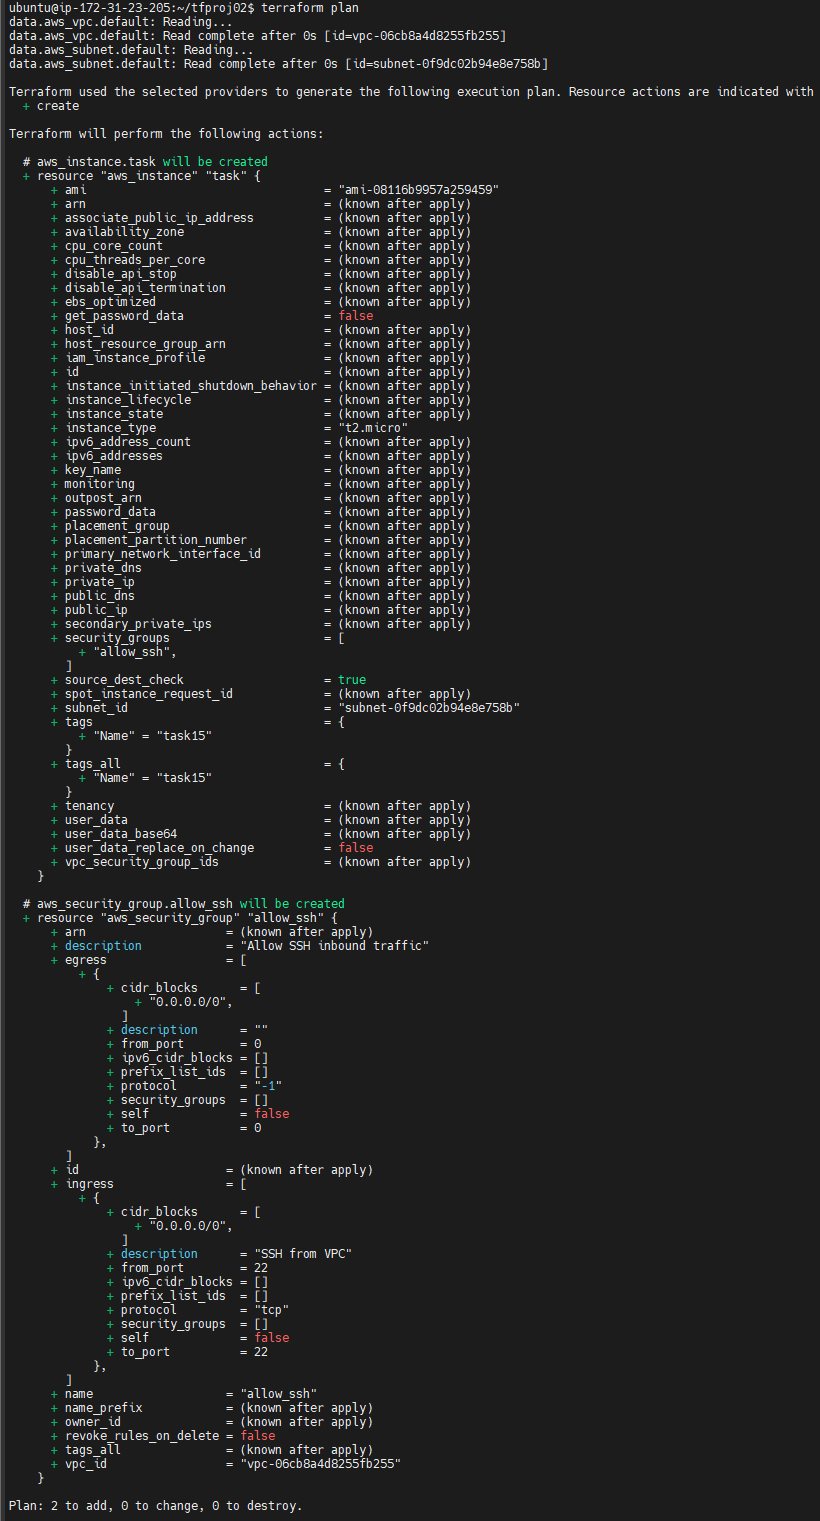 ubuntu@ip-172-31-23-205:~/tfproj02$ terraform plan
data.aws_vpc.default: Reading...
data.aws_vpc.default: Read complete after 0s [id=vpc-06cb8a4d8255fb255]
data.aws_subnet.default: Reading...
data.aws_subnet.default: Read complete after 0s [id=subnet-0f9dc02b94e8e758b]

Terraform used the selected providers to generate the following execution plan. Resource actions are indicated with
  + create

Terraform will perform the following actions:

  # aws_instance.task will be created
  + resource "aws_instance" "task" {
      + ami                                  = "ami-08116b9957a259459"
      + arn                                  = (known after apply)
      + associate_public_ip_address          = (known after apply)
      + availability_zone                    = (known after apply)
      + cpu_core_count                       = (known after apply)
      + cpu_threads_per_core                 = (known after apply)
      + disable_api_stop                     = (known after apply)
      + disable_api_termination              = (known after apply)
      + ebs_optimized                        = (known after apply)
      + get_password_data                    = false
      + host_id                              = (known after apply)
      + host_resource_group_arn              = (known after apply)
      + iam_instance_profile                 = (known after apply)
      + id                                   = (known after apply)
      + instance_initiated_shutdown_behavior = (known after apply)
      + instance_lifecycle                   = (known after apply)
      + instance_state                       = (known after apply)
      + instance_type                        = "t2.micro"
      + ipv6_address_count                   = (known after apply)
      + ipv6_addresses                       = (known after apply)
      + key_name                             = (known after apply)
      + monitoring                           = (known after apply)
      + outpost_arn                          = (known after apply)
      + password_data                        = (known after apply)
      + placement_group                      = (known after apply)
      + placement_partition_number           = (known after apply)
      + primary_network_interface_id         = (known after apply)
      + private_dns                          = (known after apply)
      + private_ip                           = (known after apply)
      + public_dns                           = (known after apply)
      + public_ip                            = (known after apply)
      + secondary_private_ips                = (known after apply)
      + security_groups                      = [
          + "allow_ssh",
        ]
      + source_dest_check                    = true
      + spot_instance_request_id             = (known after apply)
      + subnet_id                            = "subnet-0f9dc02b94e8e758b"
      + tags                                 = {
          + "Name" = "task15"
        }
      + tags_all                             = {
          + "Name" = "task15"
        }
      + tenancy                              = (known after apply)
      + user_data                            = (known after apply)
      + user_data_base64                     = (known after apply)
      + user_data_replace_on_change          = false
      + vpc_security_group_ids               = (known after apply)
    }

  # aws_security_group.allow_ssh will be created
  + resource "aws_security_group" "allow_ssh" {
      + arn                    = (known after apply)
      + description            = "Allow SSH inbound traffic"
      + egress                 = [
          + {
              + cidr_blocks      = [
                  + "0.0.0.0/0",
                ]
              + description      = ""
              + from_port        = 0
              + ipv6_cidr_blocks = []
              + prefix_list_ids  = []
              + protocol         = "-1"
              + security_groups  = []
              + self             = false
              + to_port          = 0
            },
        ]
      + id                     = (known after apply)
      + ingress                = [
          + {
              + cidr_blocks      = [
                  + "0.0.0.0/0",
                ]
              + description      = "SSH from VPC"
              + from_port        = 22
              + ipv6_cidr_blocks = []
              + prefix_list_ids  = []
              + protocol         = "tcp"
              + security_groups  = []
              + self             = false
              + to_port          = 22
            },
        ]
      + name                   = "allow_ssh"
      + name_prefix            = (known after apply)
      + owner_id               = (known after apply)
      + revoke_rules_on_delete = false
      + tags_all               = (known after apply)
      + vpc_id                 = "vpc-06cb8a4d8255fb255"
    }

Plan: 2 to add, 0 to change, 0 to destroy.